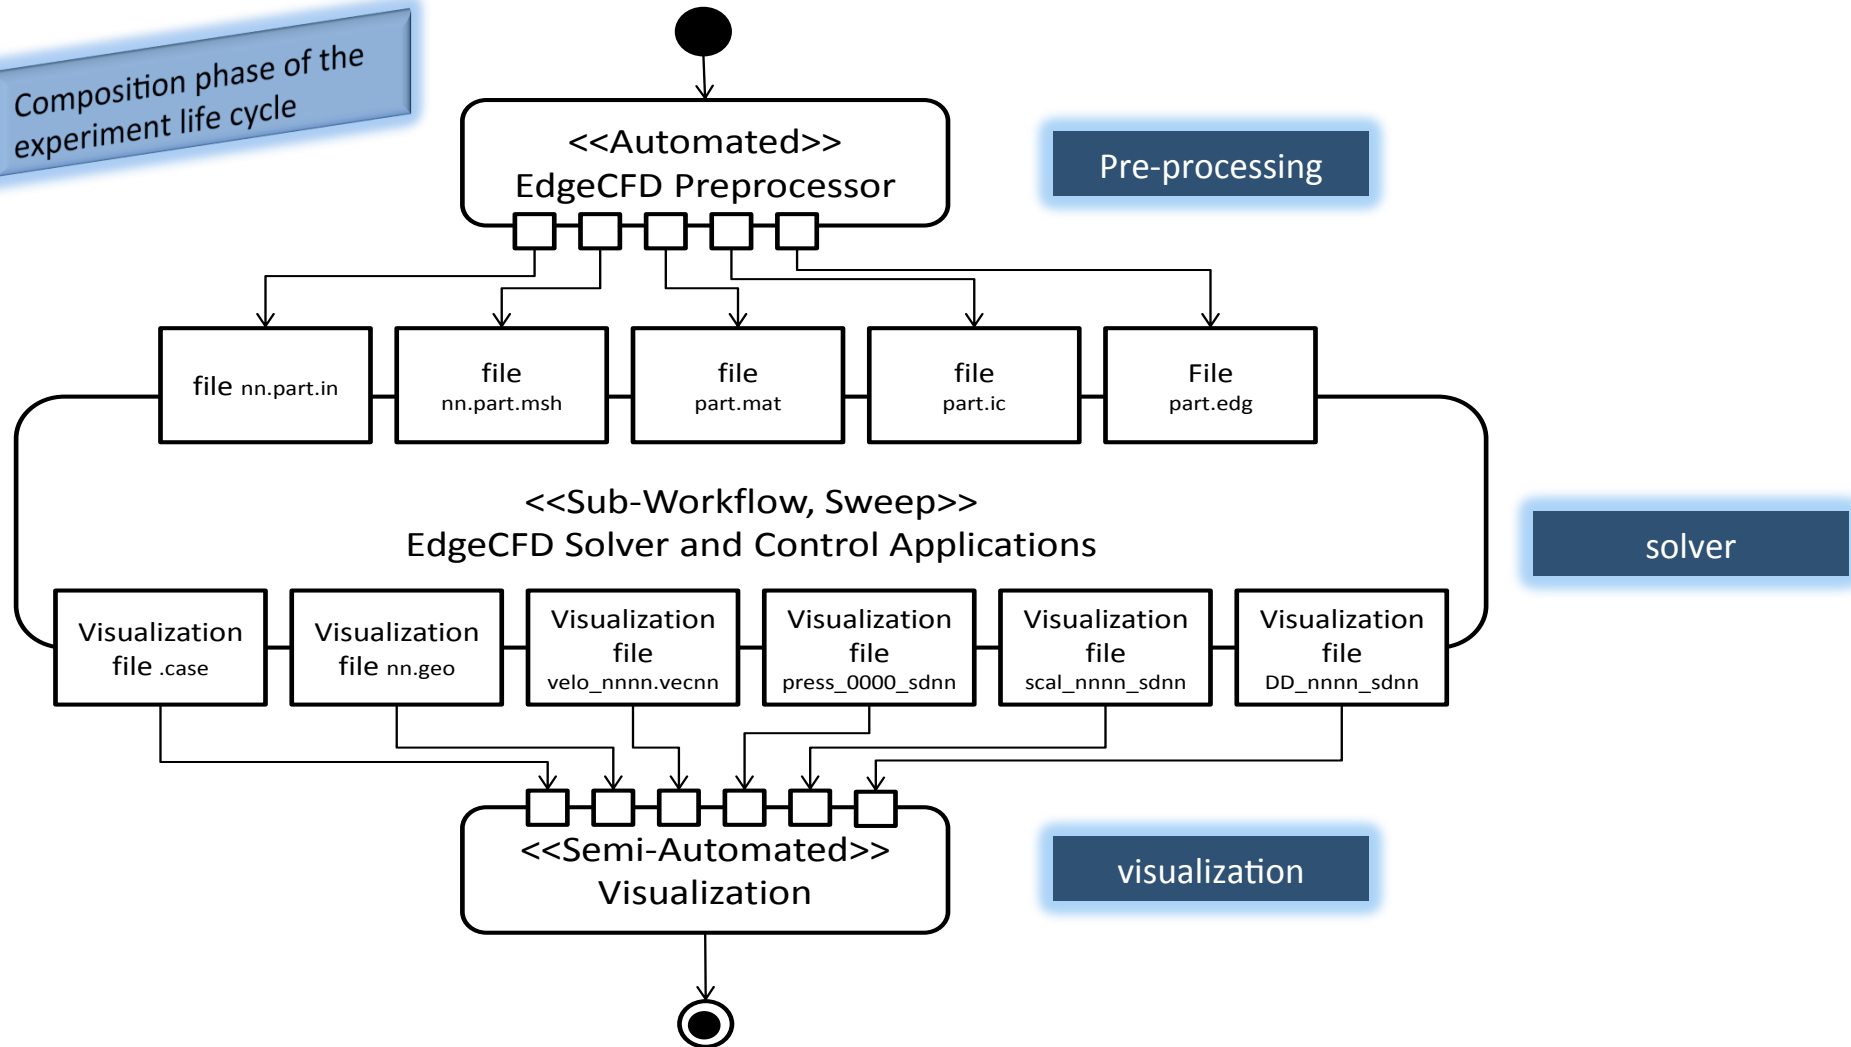 Composition phase of the
experiment life cycle
<<Automated>>
EdgeCFD Preprocessor
Pre-processing
file nn.part.in
file
nn.part.msh
file
part.mat
file
part.ic
File
part.edg
<<Sub-Workflow, Sweep>>
EdgeCFD Solver and Control Applications
solver
Visualization
file .case
Visualization
file nn.geo
Visualization
file
velo_nnnn.vecnn
Visualization
file
press_0000_sdnn
Visualization
file
scal_nnnn_sdnn
Visualization
file
DD_nnnn_sdnn
<<Semi-Automated>>
Visualization
visualization